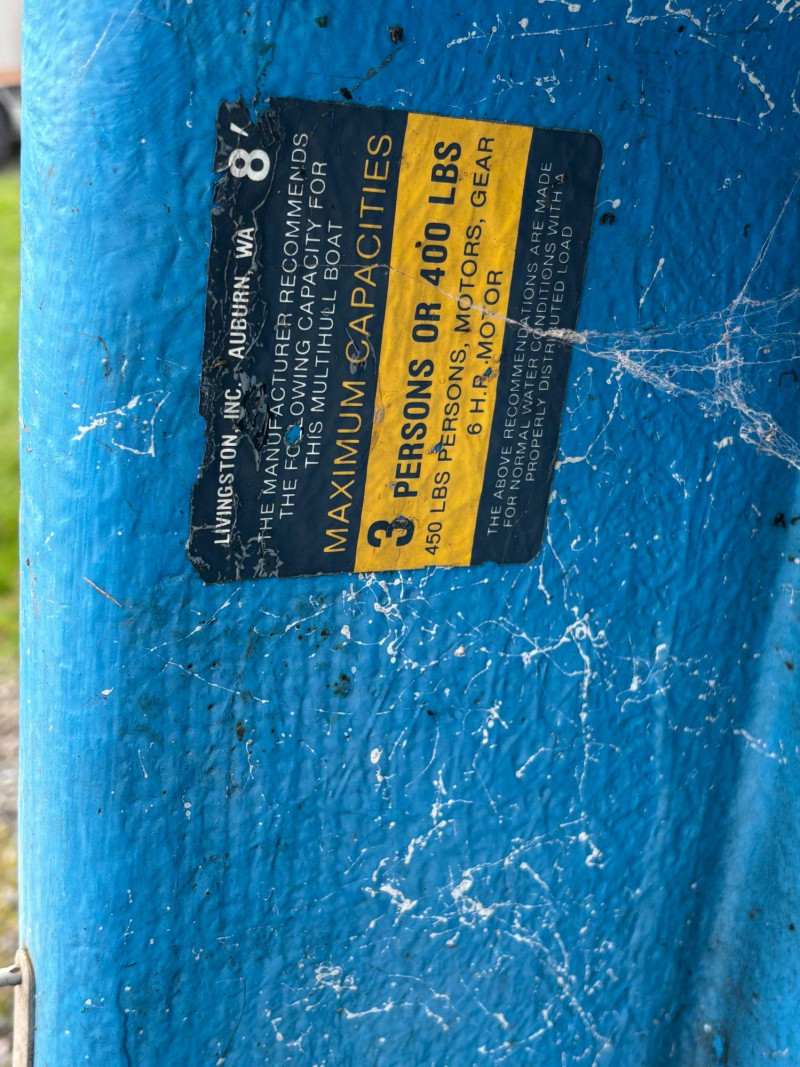 LIVINGSTON, INC. AUBURN, WA 8'
THE MANUFACTURER RECOMMENDS
THE FOLLOWING CAPACITY FOR
THIS MULTIHULL BOAT
MAXIMUM CAPACITIES
3 PERSONS OR 400 LBS
450 LBS PERSONS, MOTORS, GEAR
6 H.P. MOTOR
THE ABOVE RECOMMENDATIONS ARE MADE
FOR NORMAL WATER CONDITIONS WITH A
PROPERLY DISTRIBUTED LOAD